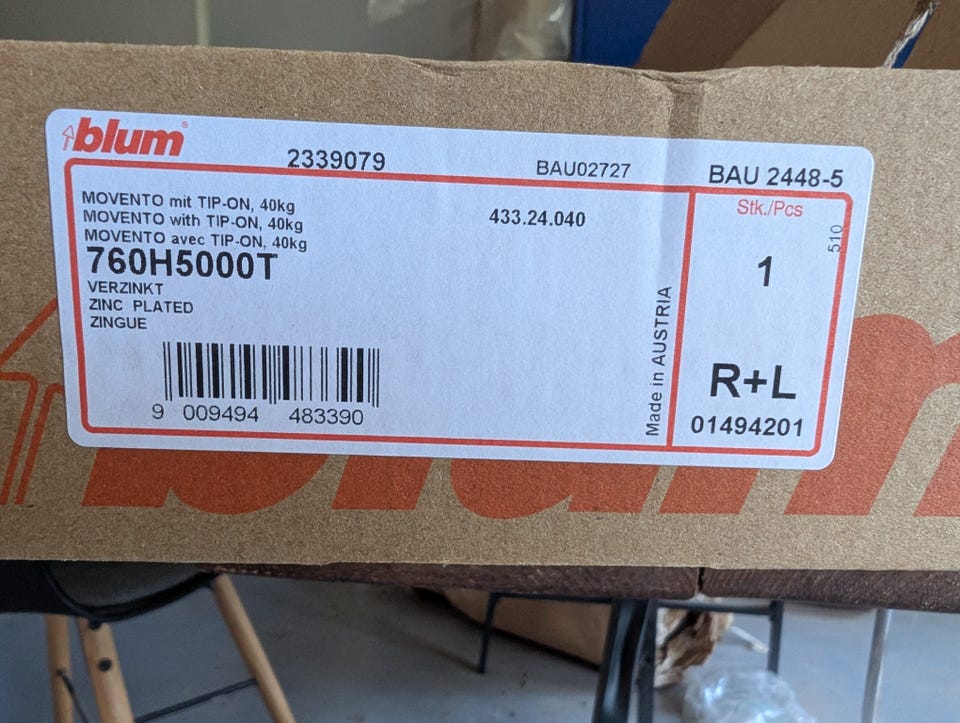 blum®
2339079
BAU02727
BAU 2448-5
MOVENTO mit TIP-ON, 40kg
MOVENTO with TIP-ON, 40kg
MOVENTO avec TIP-ON, 40kg
433.24.040
760H5000T
VERZINKT
ZINC PLATED
ZINGUE
9 009494 483390
Made in AUSTRIA
Stk./Pcs
510
1
R+L
01494201
blum